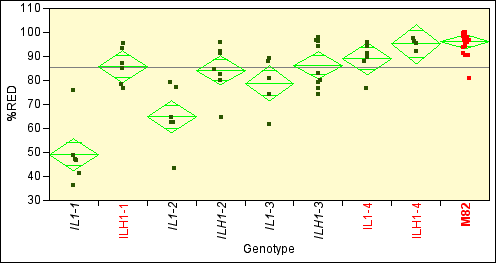 110
100
90
80
70
60
50
40
30
%RED
IL1-1
ILH1-1
IL1-2
ILH1-2
IL1-3
ILH1-3
IL1-4
ILH1-4
M82
Genotype